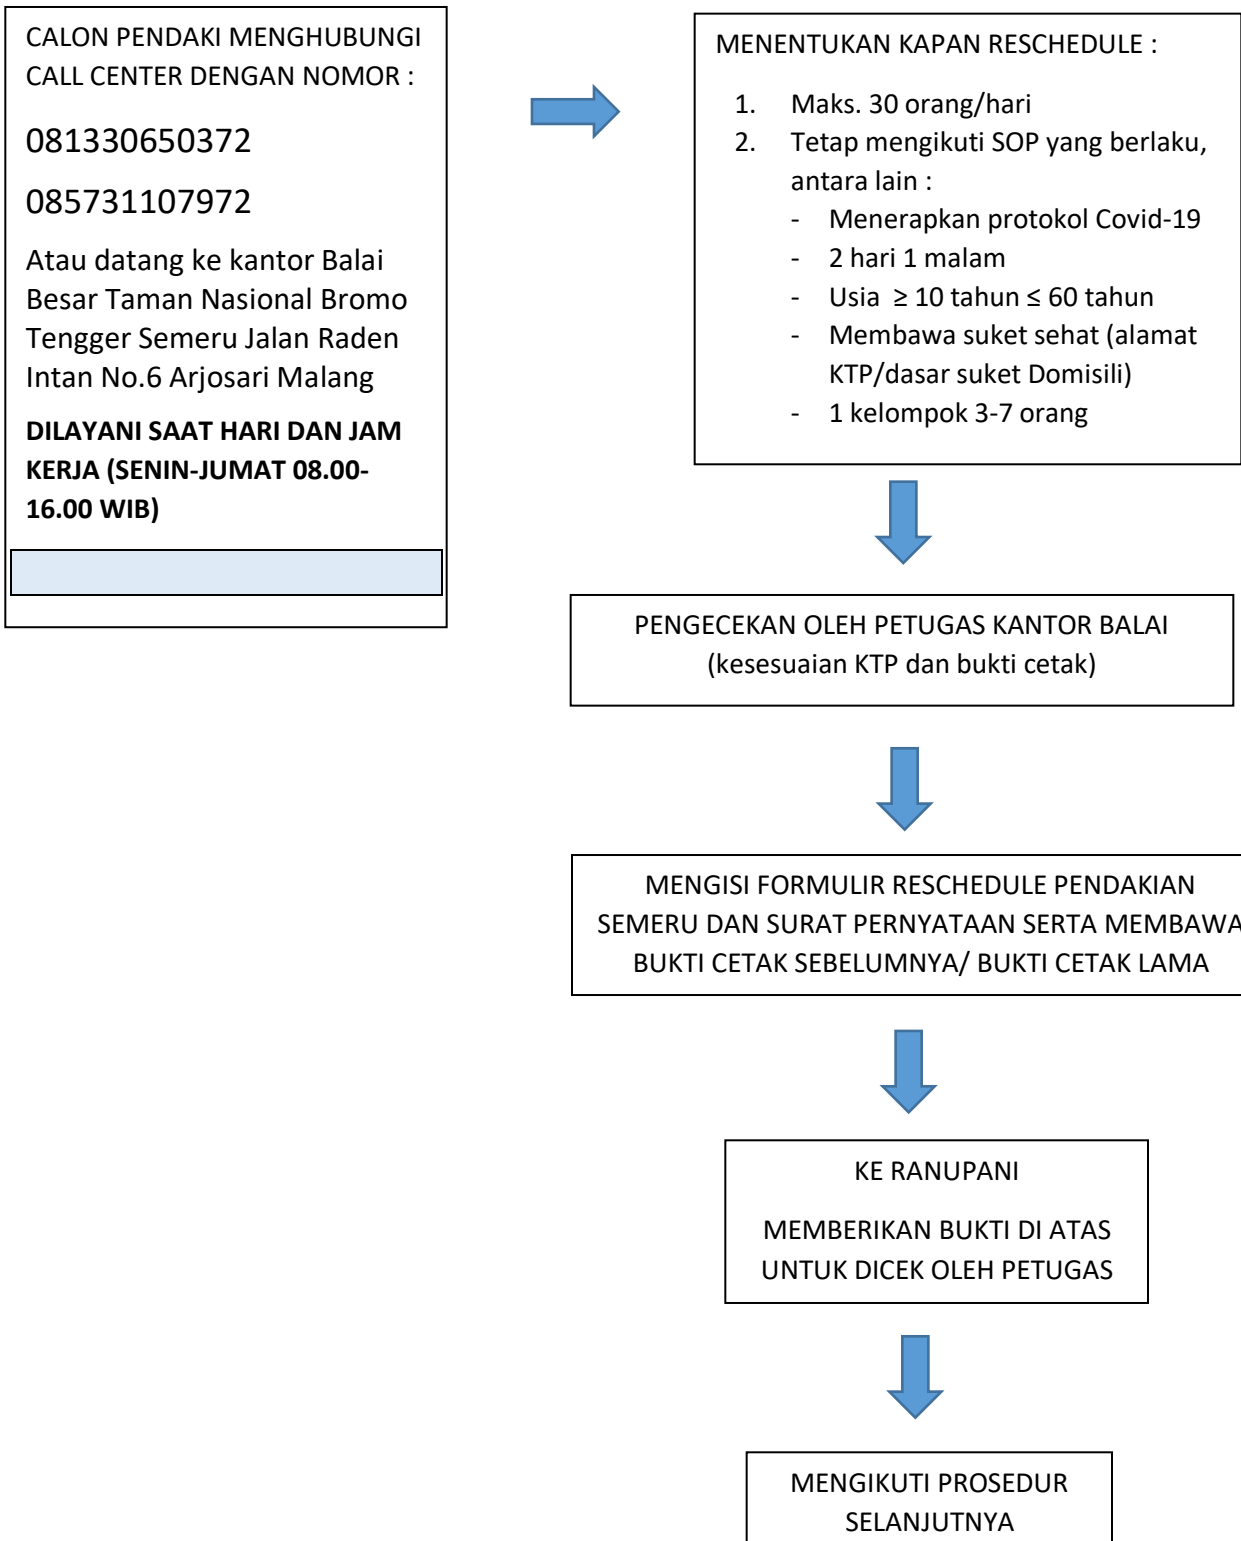 CALON PENDAKI MENGHUBUNGI
CALL CENTER DENGAN NOMOR :
081330650372
085731107972
Atau datang ke kantor Balai
Besar Taman Nasional Bromo
Tengger Semeru Jalan Raden
Intan No.6 Arjosari Malang
DILAYANI SAAT HARI DAN JAM
KERJA (SENIN-JUMAT 08.00-
16.00 WIB)
MENENTUKAN KAPAN RESCHEDULE :
1. Maks. 30 orang/hari
2. Tetap mengikuti SOP yang berlaku,
antara lain :
- Menerapkan protokol Covid-19
- 2 hari 1 malam
- Usia ≥ 10 tahun ≤ 60 tahun
- Membawa suket sehat (alamat
KTP/dasar suket Domisili)
- 1 kelompok 3-7 orang
PENGECEKAN OLEH PETUGAS KANTOR BALAI
(kesesuaian KTP dan bukti cetak)
MENGISI FORMULIR RESCHEDULE PENDAKIAN
SEMERU DAN SURAT PERNYATAAN SERTA MEMBAWA
BUKTI CETAK SEBELUMNYA/ BUKTI CETAK LAMA
KE RANUPANI
MEMBERIKAN BUKTI DI ATAS
UNTUK DICEK OLEH PETUGAS
MENGIKUTI PROSEDUR
SELANJUTNYA